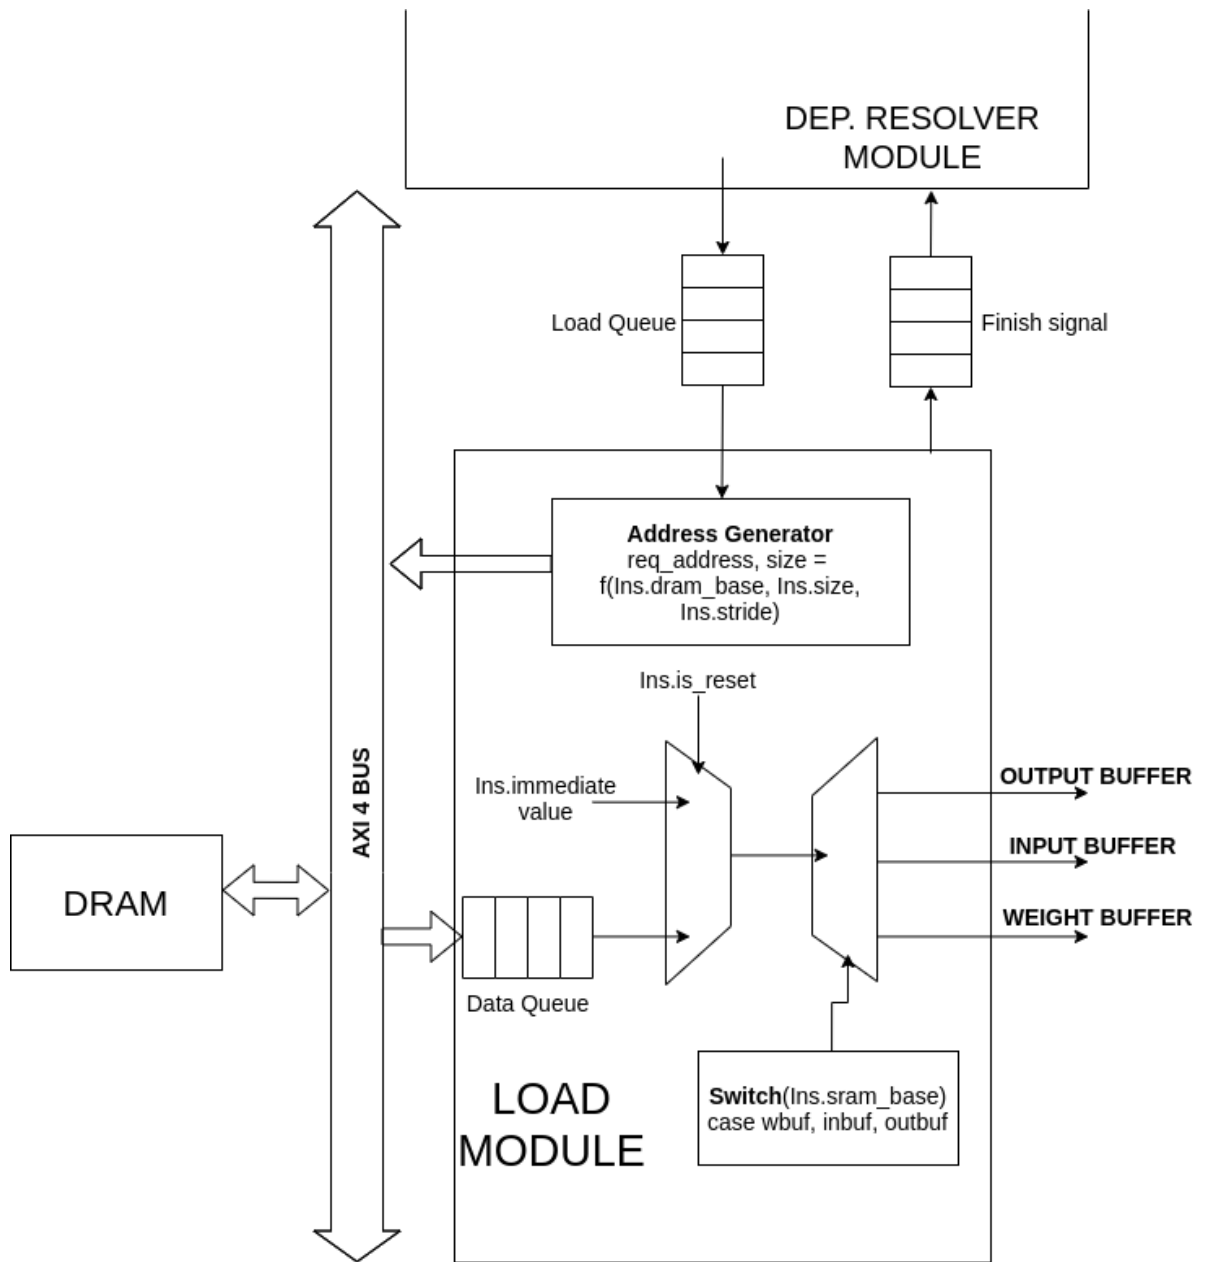 DEP. RESOLVER
MODULE
Load Queue
Finish signal
Address Generator
req_address, size =
f(Ins.dram_base, Ins.size,
Ins.stride)
Ins.is_reset
AXI 4 BUS
Ins.immediate
value
OUTPUT BUFFER
INPUT BUFFER
WEIGHT BUFFER
DRAM
Data Queue
LOAD
MODULE
Switch(Ins.sram_base)
case wbuf, inbuf, outbuf